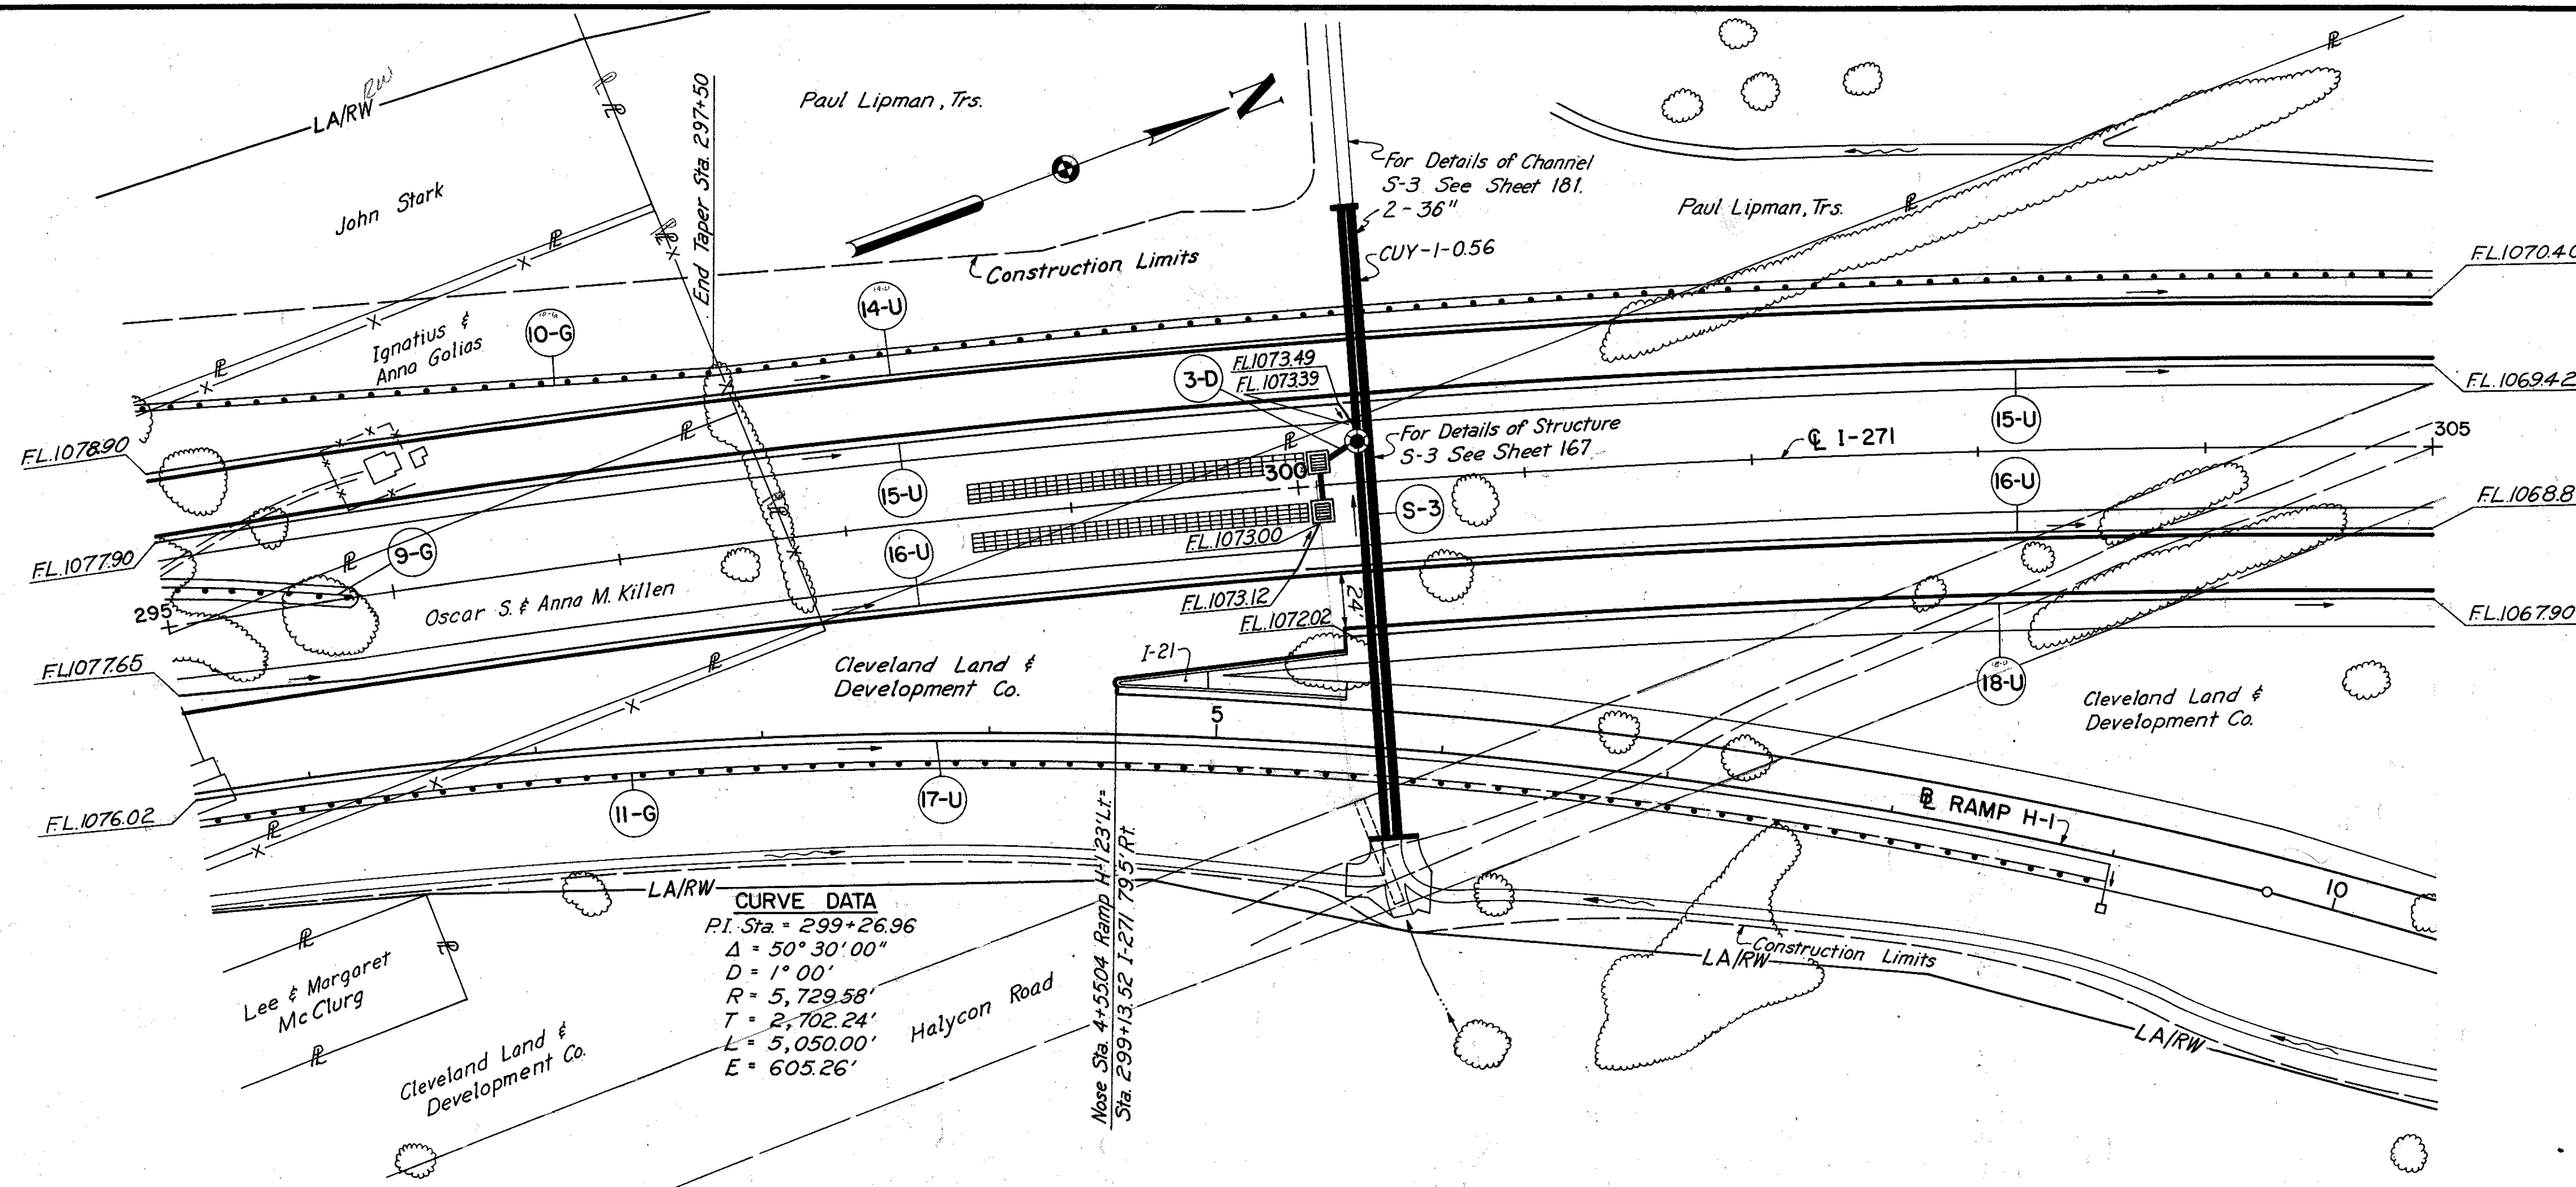 LA/RW
RW
John Stark
Ignatius &
Anna Golias
10-G
End Taper Sta. 297+50
Paul Lipman, Trs.
N
Construction Limits
14-U
For Details of Channel
S-3 See Sheet 181.
2-36"
CUY-1-0.56
Paul Lipman, Trs.
F.L.1070.40
F.L.1078.90
3-D
F.L.1073.49
F.L.1073.39
For Details of Structure
S-3 See Sheet 167
℄ I-271
15-U
F.L.1069.42
305
F.L.1077.90
9-G
15-U
300
16-U
S-3
16-U
F.L.1068.8
295
Oscar S. & Anna M. Killen
F.L.1073.00
F.L.1073.12
F.L.1072.02
24'
F.L.1067.90
F.L.1077.65
Cleveland Land &
Development Co.
I-21
18-U
Cleveland Land &
Development Co.
5
F.L.1076.02
11-G
17-U
BL RAMP H-1
10
LA/RW
CURVE DATA
P.I. Sta. = 299+26.96
Δ = 50° 30' 00"
D = 1° 00'
R = 5,729.58'
T = 2,702.24'
L = 5,050.00'
E = 605.26'
Nose Sta. 4+55.04 Ramp H-1 23' Lt. =
Sta. 299+13.52 I-271 79.5' Rt.
Halycon Road
Lee & Margaret
McClurg
Cleveland Land &
Development Co.
LA/RW
Construction Limits
LA/RW